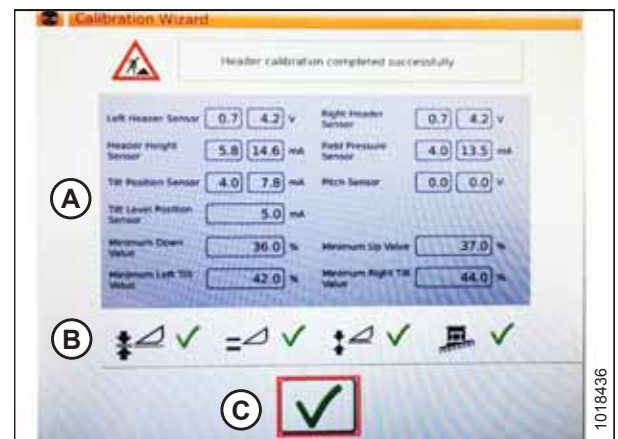 Calibration Wizard
Header calibration completed successfully
Left Header Sensor 0.7 4.2 V Right Header Sensor 0.7 4.2 V
Header Height Sensor 5.8 14.6 mA Field Pressure Sensor 4.0 13.5 mA
Tilt Position Sensor 4.0 7.8 mA Pitch Sensor 0.0 0.0 V
Tilt Level Position Sensor 5.0 mA
Minimum Down Value 36.0 % Minimum Up Value 37.0 %
Minimum Left Tilt Value 42.0 % Minimum Right Tilt Value 44.0 %
A
B
C
1018436